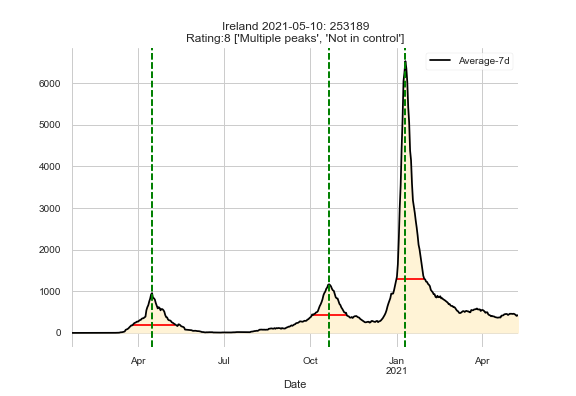 Ireland 2021-05-10: 253189
Rating:8 ['Multiple peaks', 'Not in control']
Average-7d
6000
5000
4000
3000
2000
1000
0
Apr
Jul
Oct
Jan
2021
Apr
Date